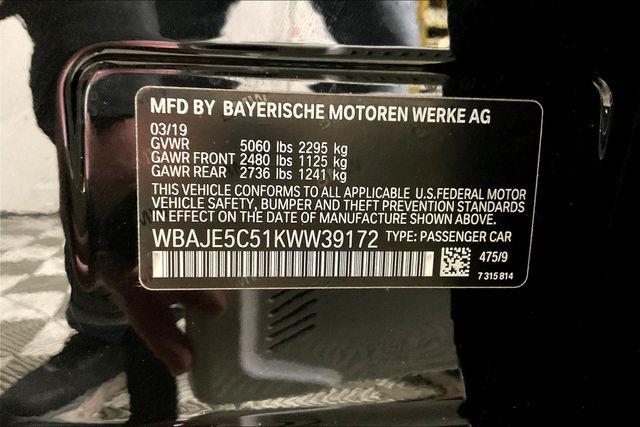 MFD BY BAYERISCHE MOTOREN WERKE AG
03/19
GVWR 5060 lbs 2295 kg
GAWR FRONT 2480 lbs 1125 kg
GAWR REAR 2736 lbs 1241 kg
THIS VEHICLE CONFORMS TO ALL APPLICABLE U.S.FEDERAL MOTOR
VEHICLE SAFETY, BUMPER AND THEFT PREVENTION STANDARDS
IN EFFECT ON THE DATE OF MANUFACTURE SHOWN ABOVE.
WBAJE5C51KWW39172 TYPE: PASSENGER CAR
475/9
7 315 814